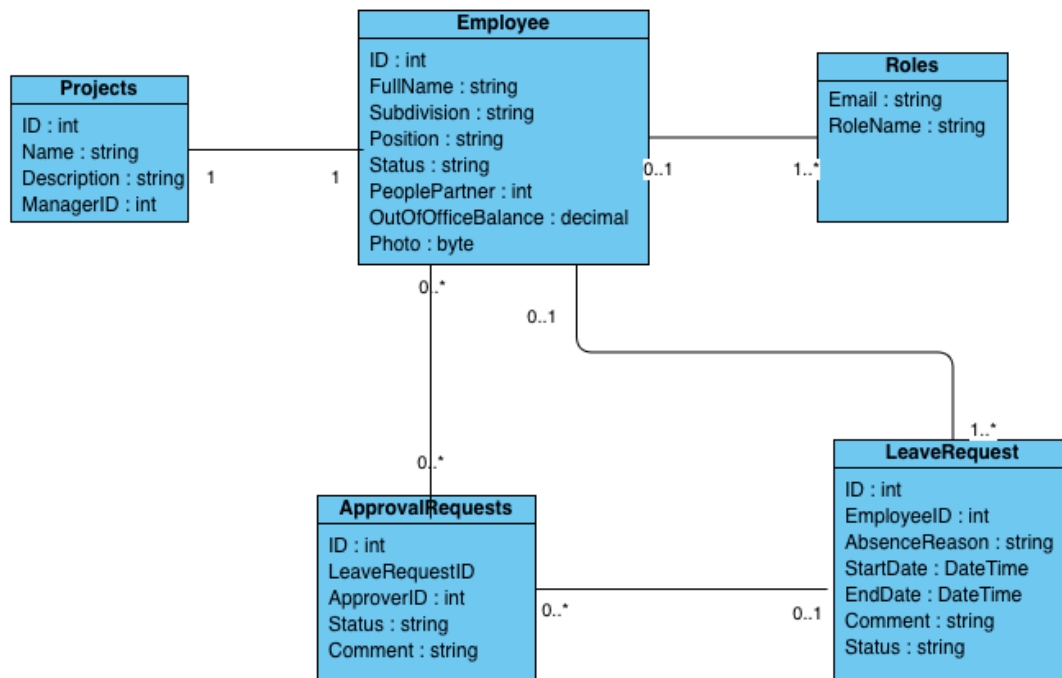 Employee
ID : int
FullName : string
Subdivision : string
Position : string
Status : string
PeoplePartner : int
OutOfOfficeBalance : decimal
Photo : byte
Projects
ID : int
Name : string
Description : string
ManagerID : int
Roles
Email : string
RoleName : string
1
1
0..1
1..*
0..*
0..1
0..*
1..*
ApprovalRequests
ID : int
LeaveRequestID
ApproverID : int
Status : string
Comment : string
LeaveRequest
ID : int
EmployeeID : int
AbsenceReason : string
StartDate : DateTime
EndDate : DateTime
Comment : string
Status : string
0..*
0..1